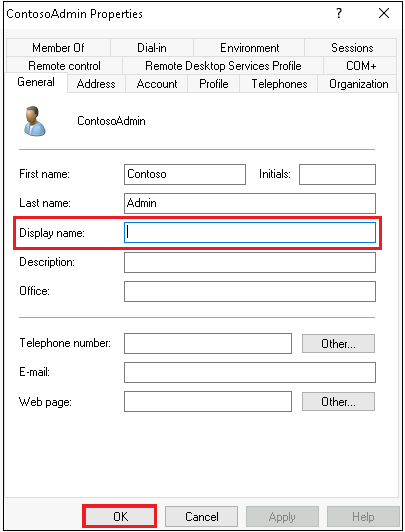 ContosoAdmin Properties ? ×
Member Of Dial-in Environment Sessions
Remote control Remote Desktop Services Profile COM+
General Address Account Profile Telephones Organization
ContosoAdmin
First name: Contoso Initials:
Last name: Admin
Display name:
Description:
Office:
Telephone number: Other...
E-mail:
Web page: Other...
OK Cancel Apply Help